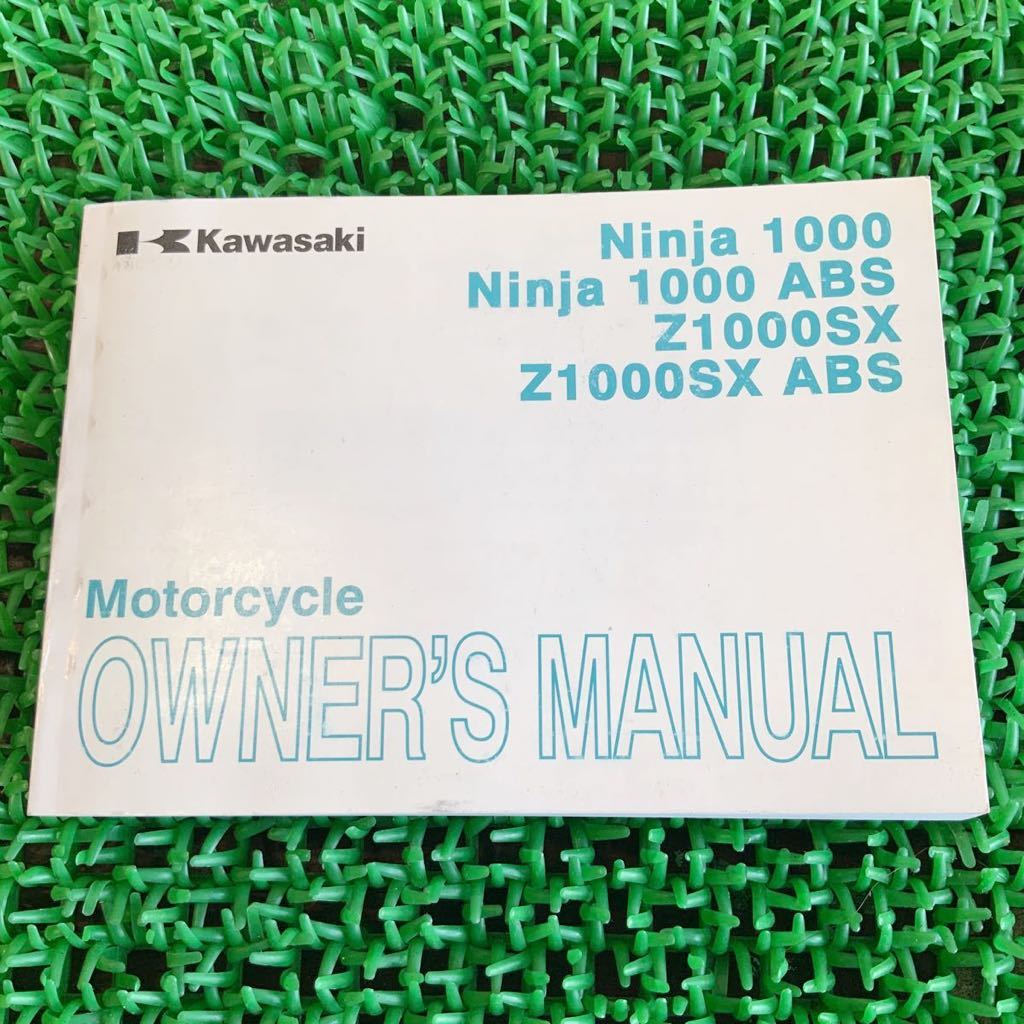 Kawasaki
Ninja 1000
Ninja 1000 ABS
Z1000SX
Z1000SX ABS
Motorcycle
OWNER'S MANUAL